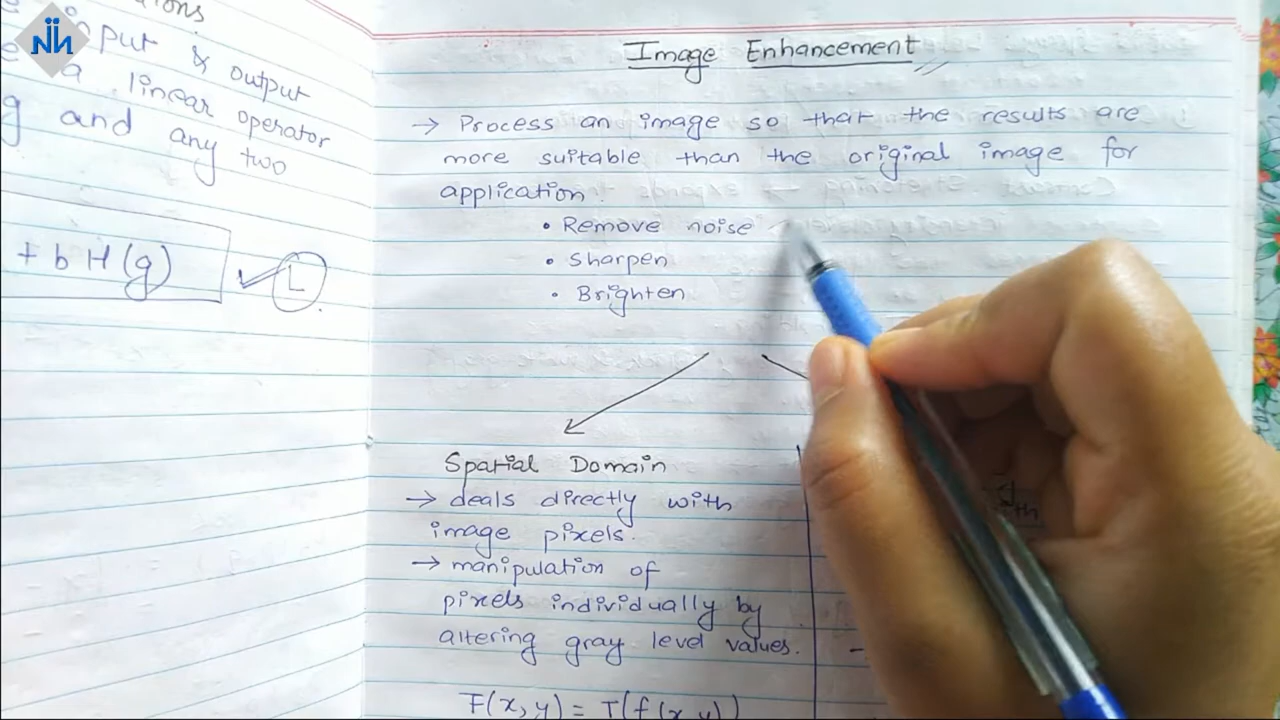 put & output
a linear operator
g and any two
+ b H(g)
L
Image Enhancement
→ Process an image so that the results are
more suitable than the original image for
application.
• Remove noise
• Sharpen
• Brighten
Spatial Domain
→ deals directly with
image pixels.
→ manipulation of
pixels individually by
altering gray level values.
F(x,y) = T(f(x,y))